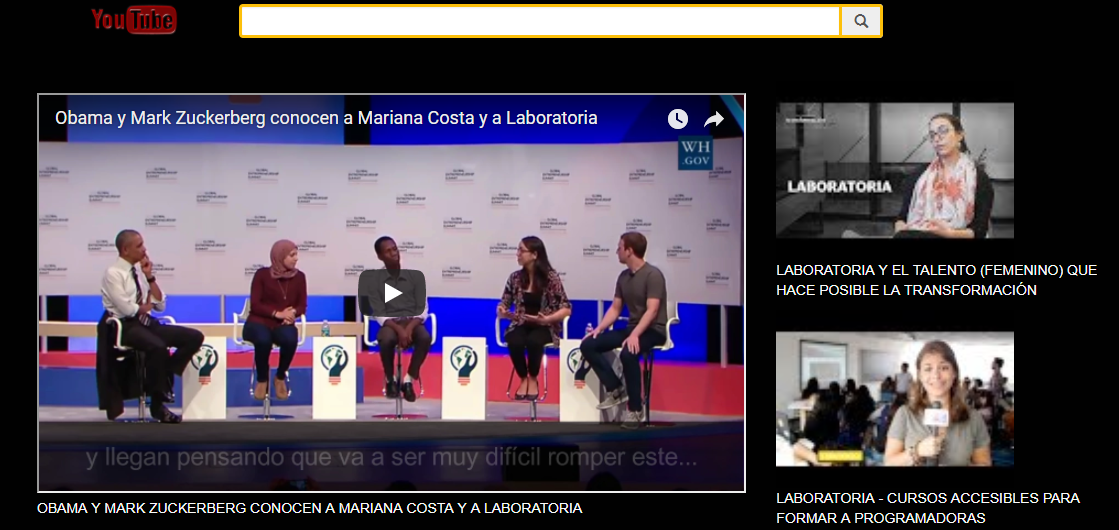 YouTube
Obama y Mark Zuckerberg conocen a Mariana Costa y a Laboratoria
WH
.GOV
y llegan pensando que va a ser muy difícil romper este...
OBAMA Y MARK ZUCKERBERG CONOCEN A MARIANA COSTA Y A LABORATORIA
LABORATORIA
LABORATORIA Y EL TALENTO (FEMENINO) QUE
HACE POSIBLE LA TRANSFORMACIÓN
LABORATORIA - CURSOS ACCESIBLES PARA
FORMAR A PROGRAMADORAS